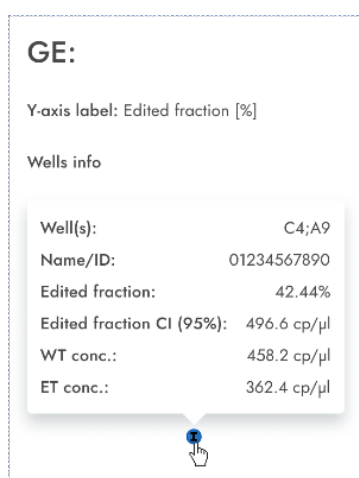 GE:
Y-axis label: Edited fraction [%]
Wells info
Well(s): C4;A9
Name/ID: 01234567890
Edited fraction: 42.44%
Edited fraction CI (95%): 496.6 cp/µl
WT conc.: 458.2 cp/µl
ET conc.: 362.4 cp/µl